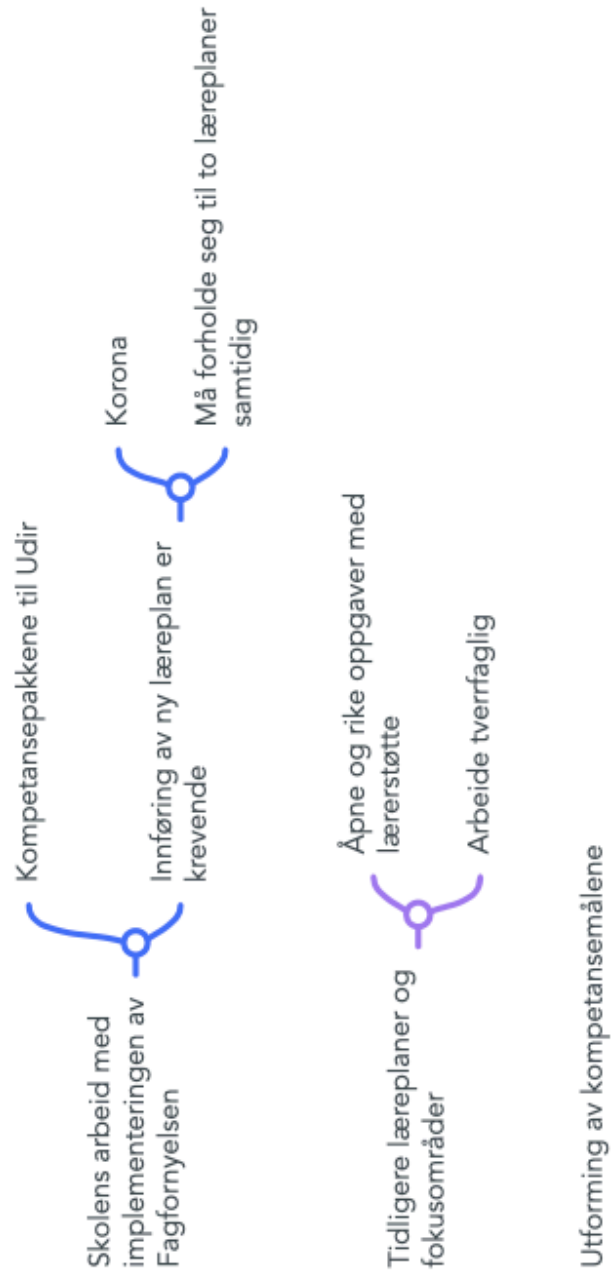 Skolens arbeid med
implementeringen av
Fagfornyelsen
Kompetansepakkene til Udir
Innføring av ny læreplan er
krevende
Korona
Må forholde seg til to læreplaner
samtidig
Tidligere læreplaner og
fokusområder
Åpne og rike oppgaver med
lærerstøtte
Arbeide tverrfaglig
Utforming av kompetansemålene